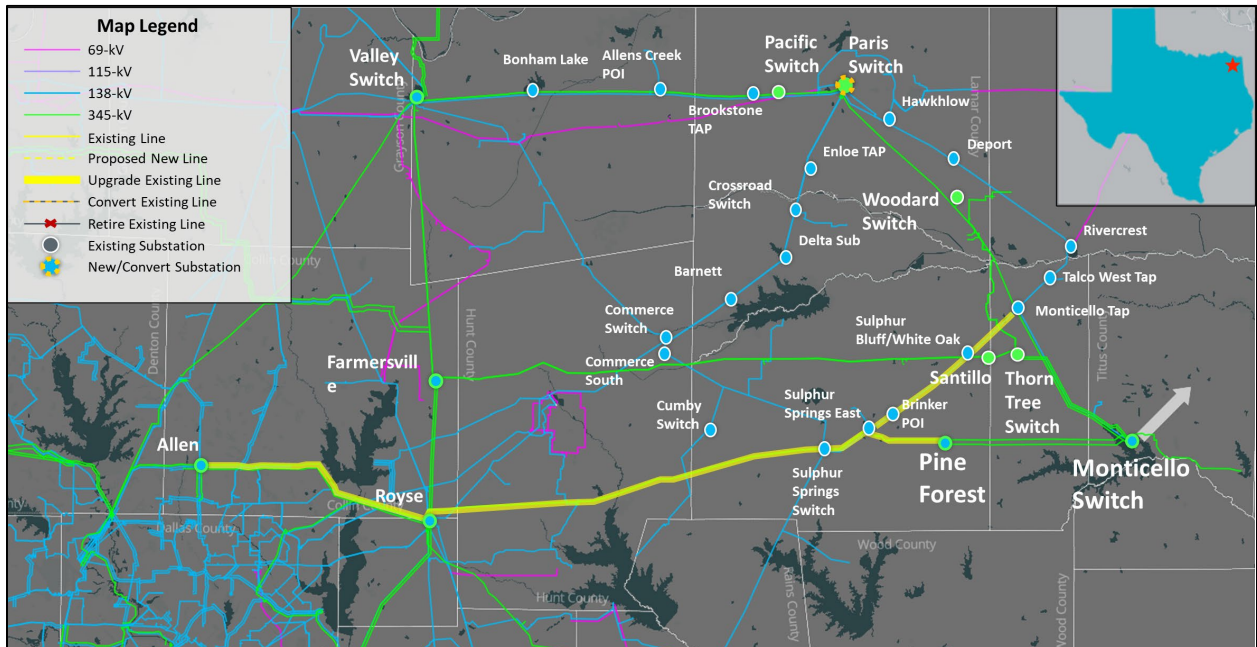 Map Legend
69-kV
115-kV
138-kV
345-kV
Existing Line
Proposed New Line
Upgrade Existing Line
Convert Existing Line
Retire Existing Line
Existing Substation
New/Convert Substation
Valley
Switch
Bonham Lake
Allens Creek
POI
Pacific
Switch
Paris
Switch
Brookstone
TAP
Hawkhlow
Grayson County
Lamar County
Enloe TAP
Deport
Crossroad
Switch
Woodard
Switch
Delta Sub
Rivercrest
Talco West Tap
Barnett
Monticello Tap
Collin County
Denton County
Hunt County
Commerce
Switch
Commerce
South
Sulphur
Bluff/White Oak
Titus County
Farmersvill
e
Santillo
Thorn
Tree
Switch
Cumby
Switch
Sulphur
Springs East
Brinker
POI
Allen
Royse
Sulphur
Springs
Switch
Pine
Forest
Monticello
Switch
Collin County
Dallas County
Wood County
Rains County
Hunt County
Wood County